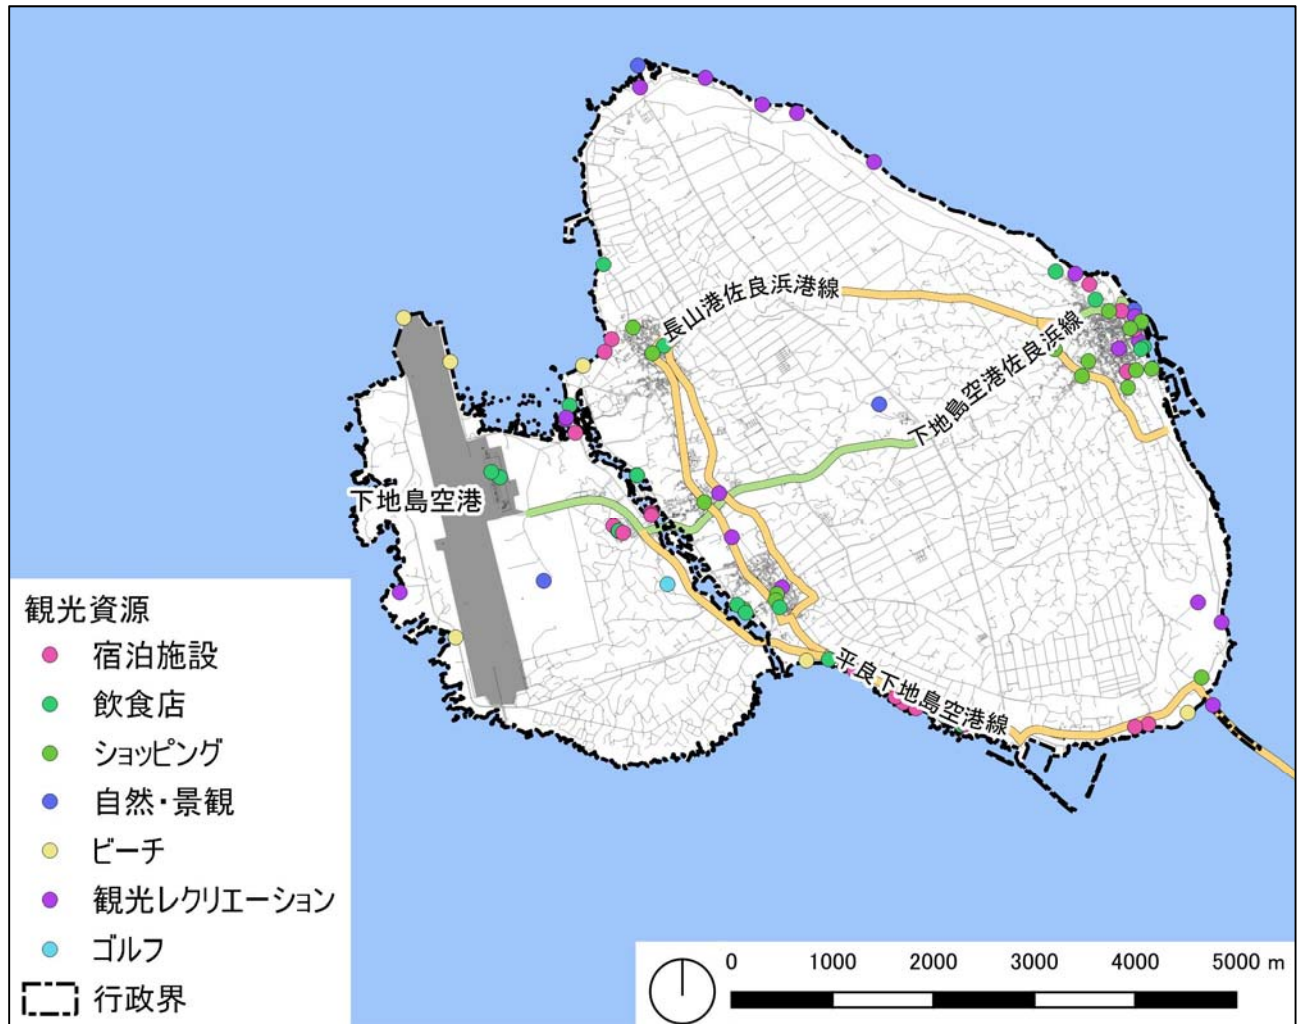 長山港佐良浜港線
下地島空港佐良浜線
下地島空港
平良下地島空港線
観光資源
宿泊施設
飲食店
ショッピング
自然・景観
ビーチ
観光レクリエーション
ゴルフ
行政界
0 1000 2000 3000 4000 5000 m